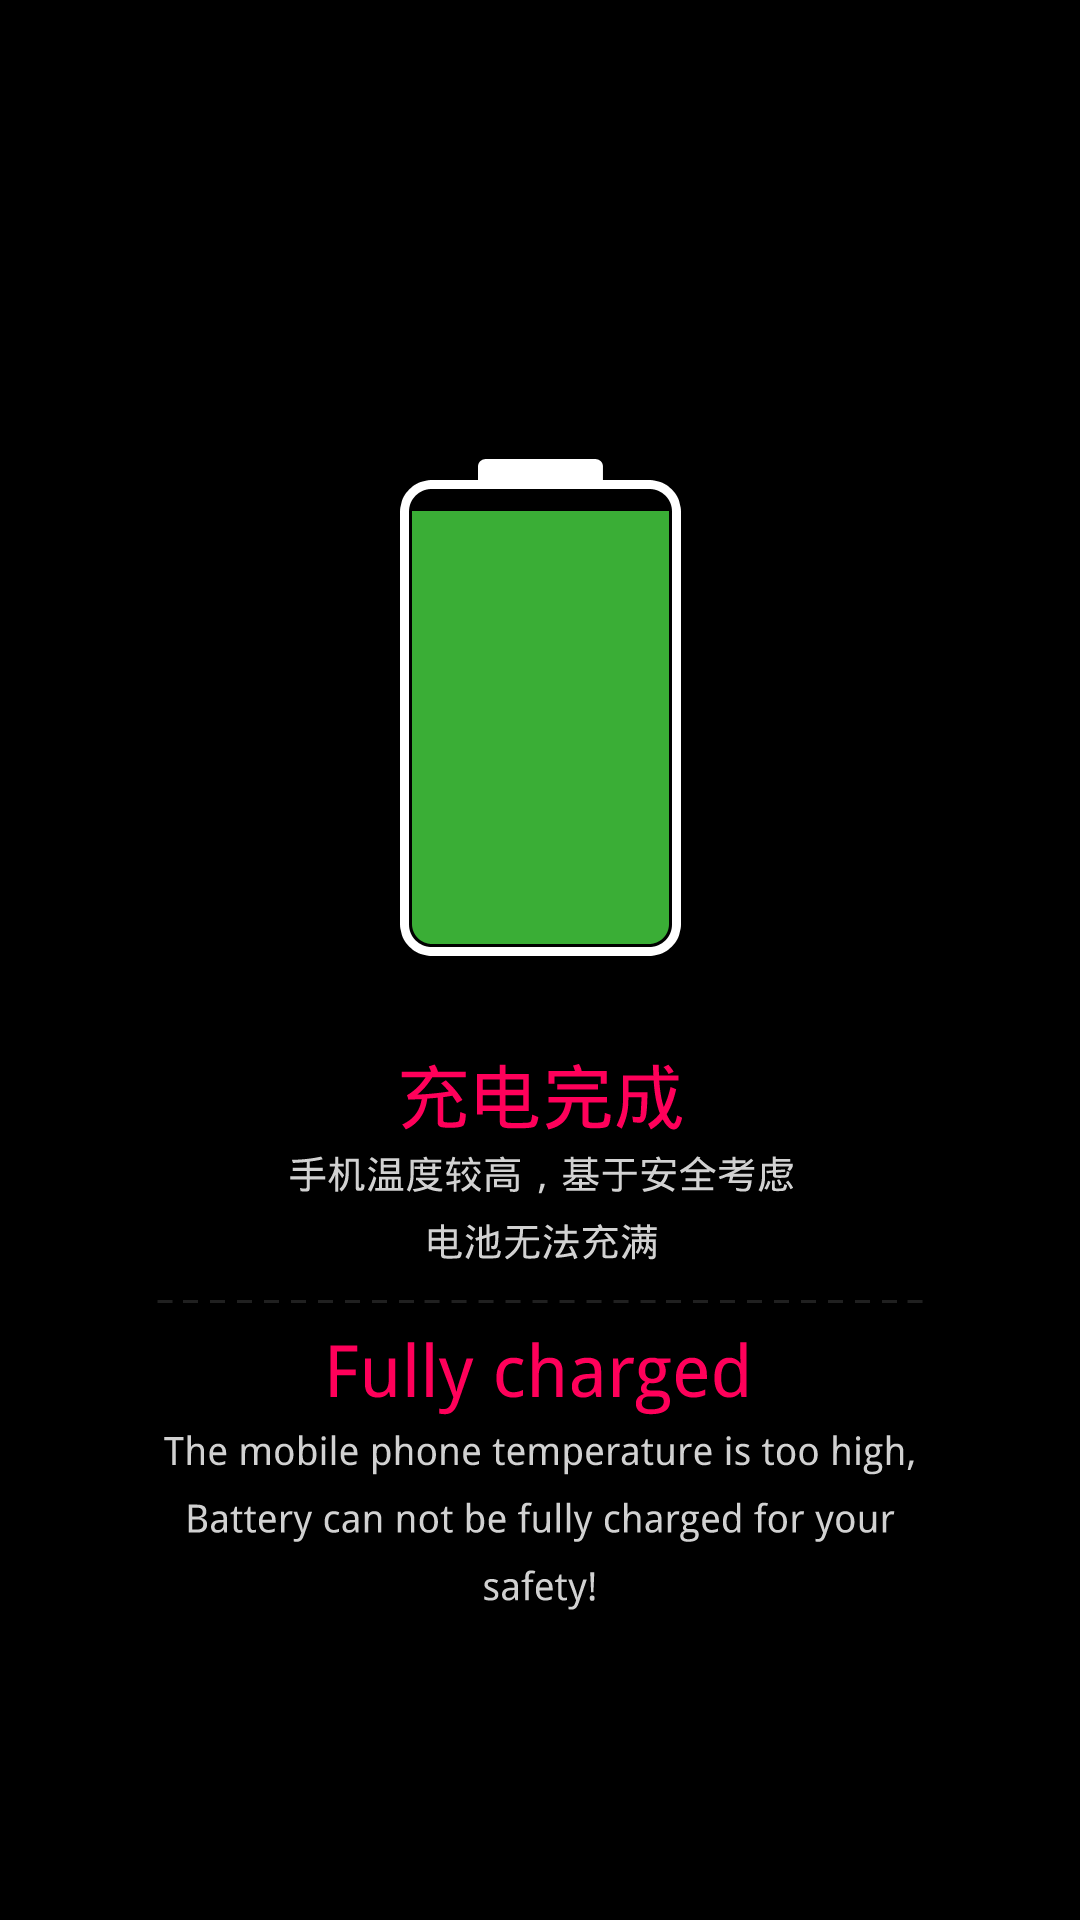 充电完成
手机温度较高，基于安全考虑
电池无法充满
Fully charged
The mobile phone temperature is too high,
Battery can not be fully charged for your
safety!